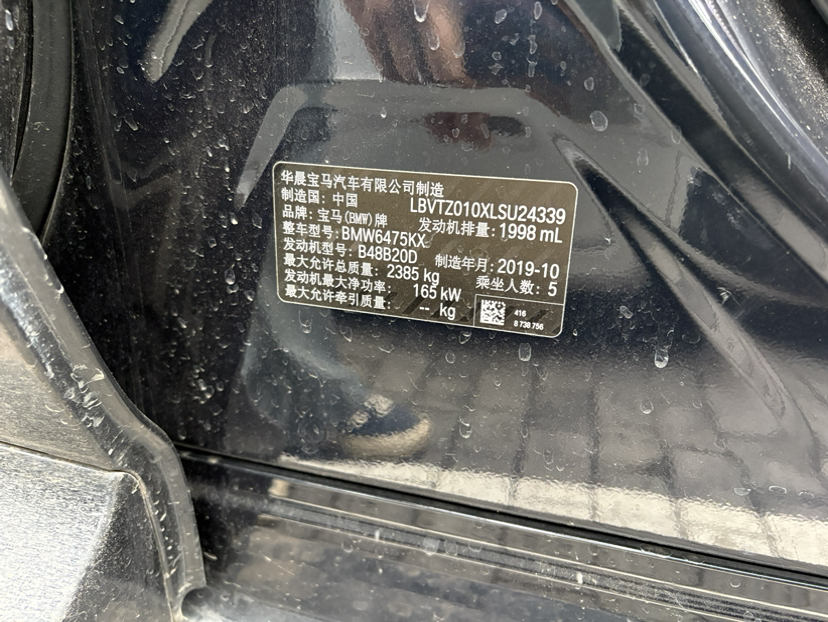 华晨宝马汽车有限公司制造
制造国: 中国 LBVTZ010XLSU24339
品牌: 宝马(BMW)牌 发动机排量: 1998 mL
整车型号: BMW6475KX
发动机型号: B48B20D 制造年月: 2019-10
最大允许总质量: 2385 kg 乘坐人数: 5
发动机最大净功率: 165 kW
最大允许牵引质量: -- kg
416
8 738 756